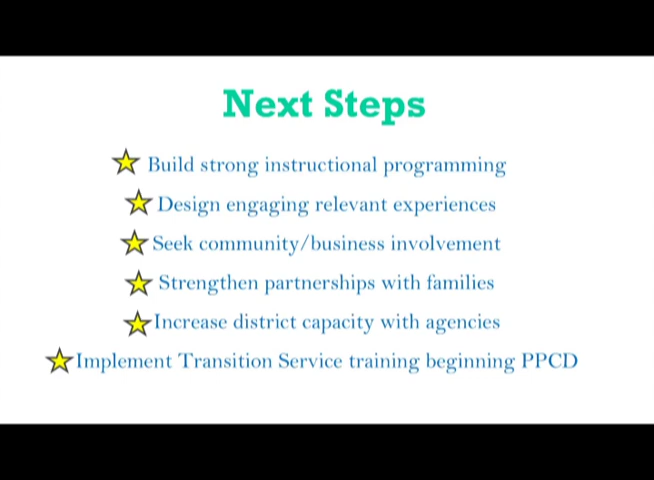 Next Steps
Build strong instructional programming
Design engaging relevant experiences
Seek community/business involvement
Strengthen partnerships with families
Increase district capacity with agencies
Implement Transition Service training beginning PPCD